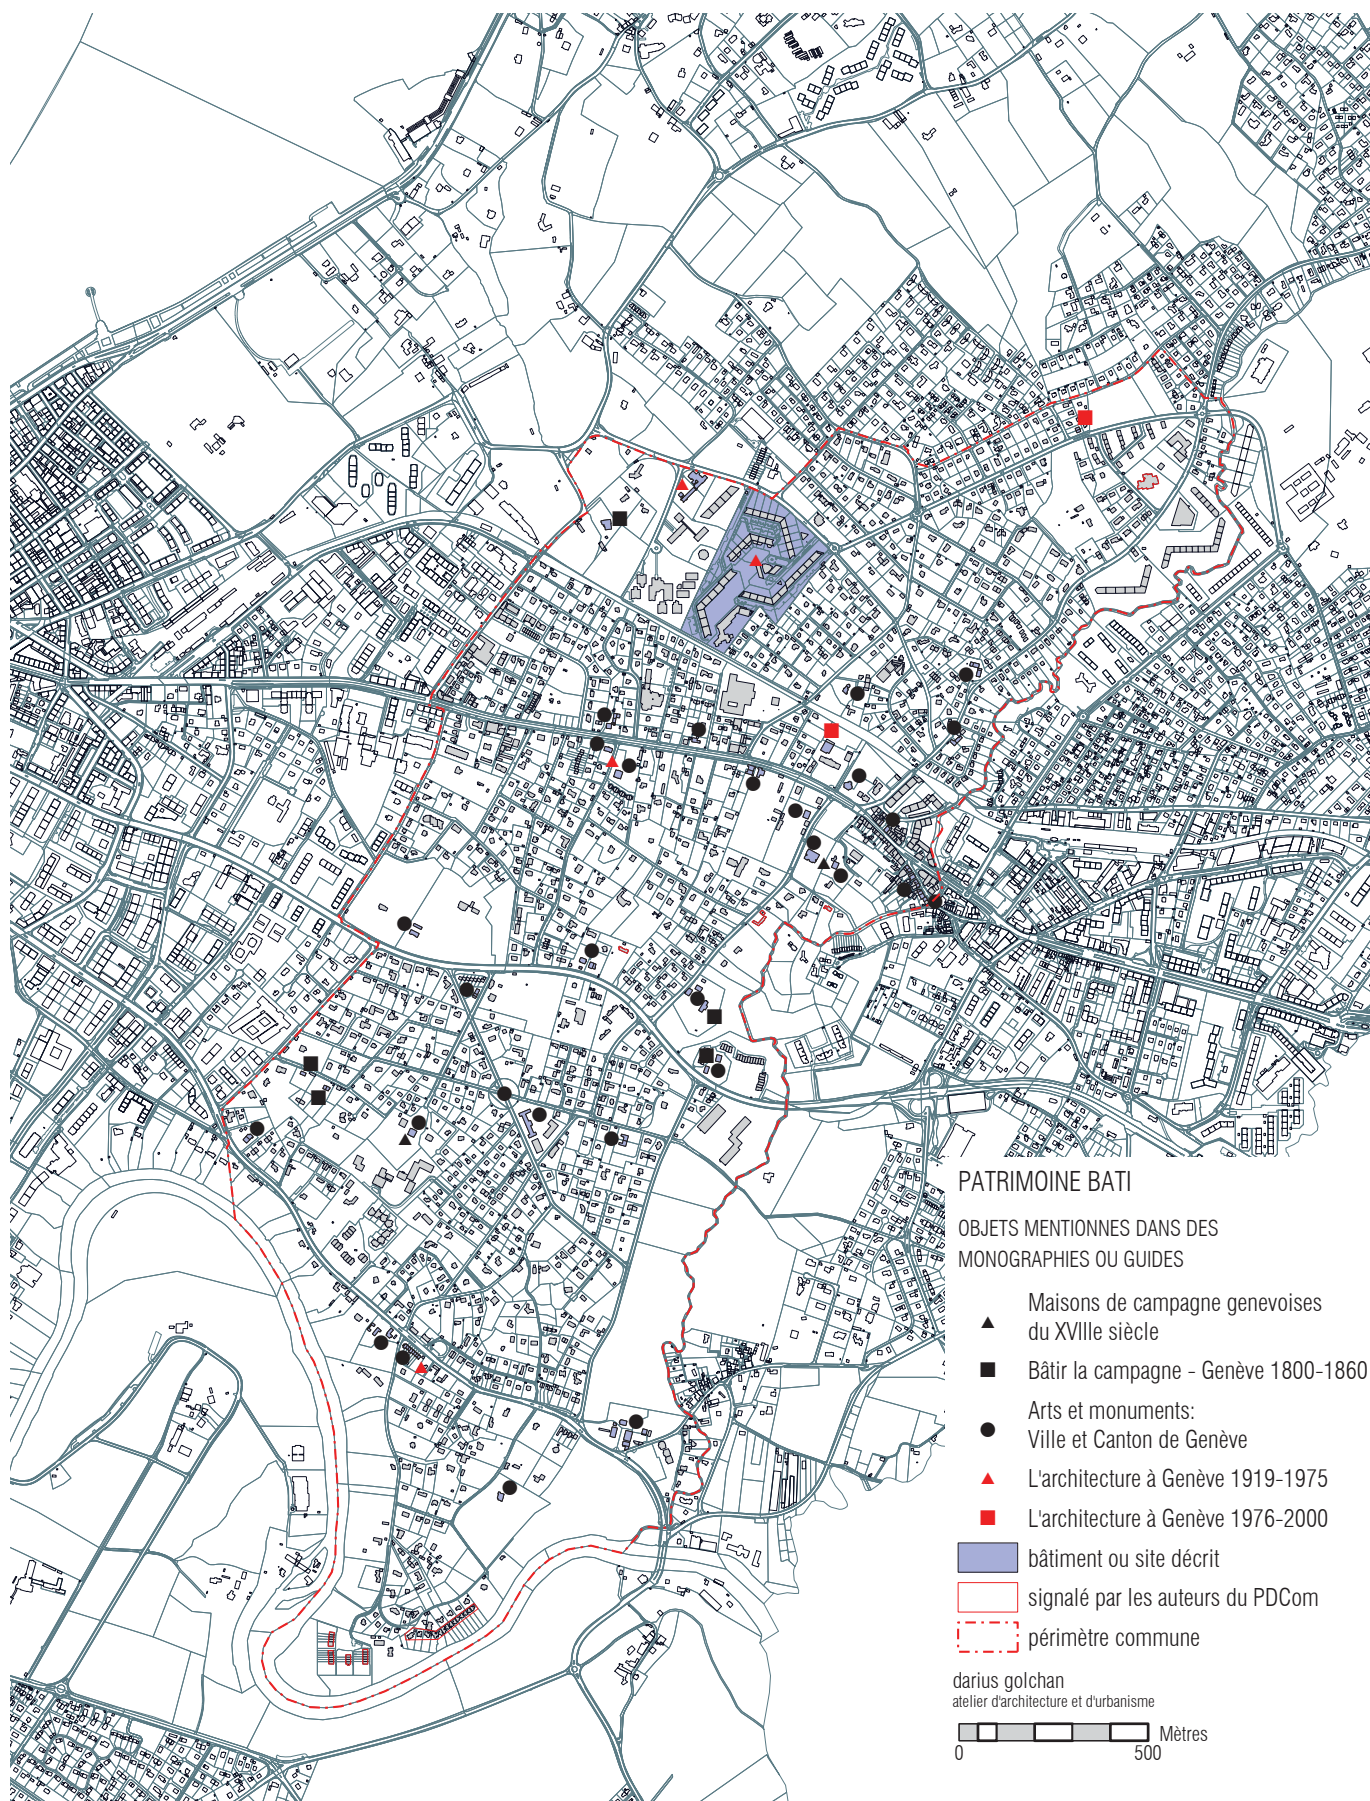 PATRIMOINE BATI
OBJETS MENTIONNES DANS DES
MONOGRAPHIES OU GUIDES
Maisons de campagne genevoises
du XVIIIe siècle
Bâtir la campagne - Genève 1800-1860
Arts et monuments:
Ville et Canton de Genève
L'architecture à Genève 1919-1975
L'architecture à Genève 1976-2000
bâtiment ou site décrit
signalé par les auteurs du PDCom
périmètre commune
darius golchan
atelier d'architecture et d'urbanisme
Mètres
0 500